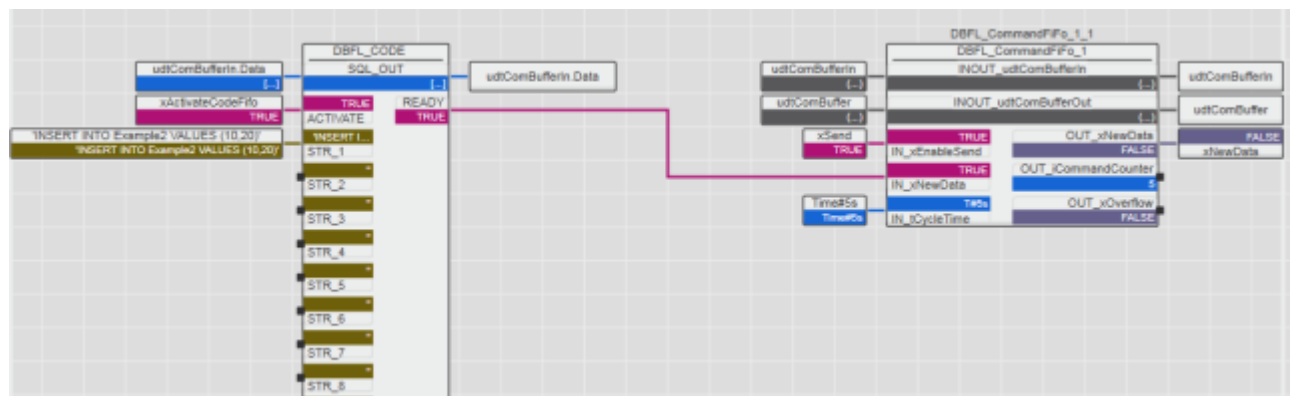 DBFL_CODE
udtComBufferIn.Data
[...]
SQL_OUT
[...]
udtComBufferIn.Data
xActivateCodeFifo
TRUE
TRUE
ACTIVATE
READY
TRUE
'INSERT INTO Example2 VALUES (10,20)'
'INSERT INTO Example2 VALUES (10,20)'
'INSERT I...
STR_1
''
STR_2
''
STR_3
''
STR_4
''
STR_5
''
STR_6
''
STR_7
''
STR_8
DBFL_CommandFiFo_1_1
DBFL_CommandFiFo_1
udtComBufferIn
{...}
INOUT_udtComBufferIn
{...}
udtComBufferIn
udtComBuffer
{...}
INOUT_udtComBufferOut
{...}
udtComBuffer
xSend
TRUE
TRUE
IN_xEnableSend
OUT_xNewData
FALSE
FALSE
xNewData
TRUE
IN_xNewData
OUT_iCommandCounter
5
Time#5s
Time#5s
T#5s
IN_tCycleTime
OUT_xOverflow
FALSE